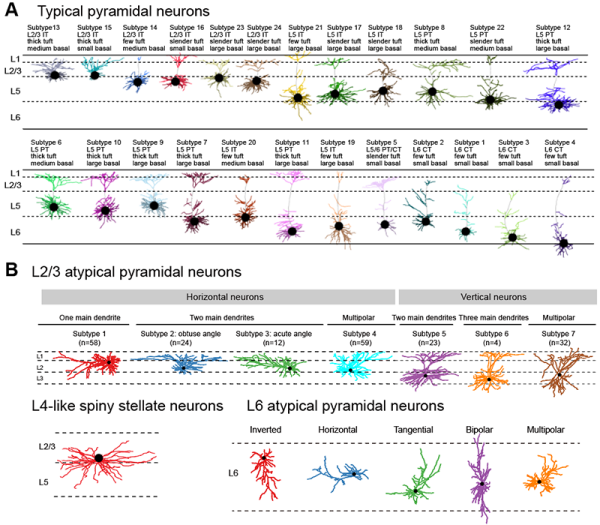 A Typical pyramidal neurons
Subtype13 Subtype 15 Subtype 14 Subtype 16 Subtype 23 Subtype 24 Subtype 21 Subtype 17 Subtype 18 Subtype 8 Subtype 22 Subtype 12
L2/3 IT L2/3 IT L2/3 IT L2/3 IT L2/3 IT L2/3 IT L5 IT L5 IT L5 IT L5 PT L5 PT L5 PT
thick tuft thick tuft few tuft slender tuft slender tuft slender tuft few tuft slender tuft slender tuft thick tuft slender tuft thick tuft
medium basal small basal medium basal small basal large basal large basal large basal large basal large basal medium basal medium basal large basal
L1
L2/3
L5
L6
Subtype 6 Subtype 10 Subtype 9 Subtype 7 Subtype 20 Subtype 11 Subtype 19 Subtype 5 Subtype 2 Subtype 1 Subtype 3 Subtype 4
L5 PT L5 PT L5 PT L5 PT L5 IT L5 PT L5 IT L5/6 PT/CT L6 CT L6 CT L6 CT L6 CT
thick tuft thick tuft thick tuft thick tuft few tuft thick tuft few tuft slender tuft few tuft few tuft few tuft few tuft
medium basal large basal large basal large basal medium basal large basal large basal small basal small basal small basal small basal small basal
L1
L2/3
L5
L6
B L2/3 atypical pyramidal neurons
Horizontal neurons Vertical neurons
One main dendrite Two main dendrites Multipolar Two main dendrites Three main dendrites Multipolar
Subtype 1 Subtype 2: obtuse angle Subtype 3: acute angle Subtype 4 Subtype 5 Subtype 6 Subtype 7
(n=58) (n=24) (n=12) (n=59) (n=23) (n=4) (n=32)
L4-like spiny stellate neurons L6 atypical pyramidal neurons
Inverted Horizontal Tangential Bipolar Multipolar
L2/3
L5
L6